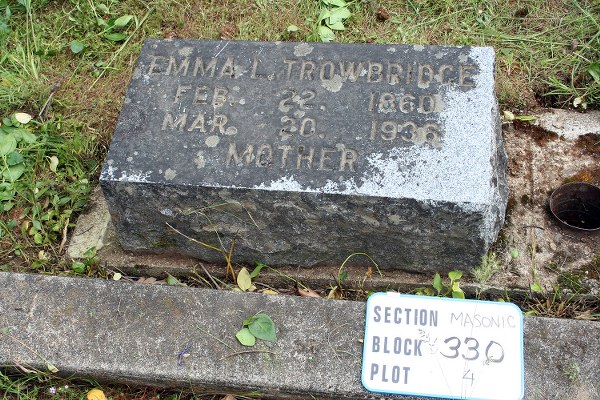 EMMA L. TROWBRIDGE
FEB. 22. 1860
MAR. 20. 1936
MOTHER
SECTION MASONIC
BLOCK 330
PLOT 4